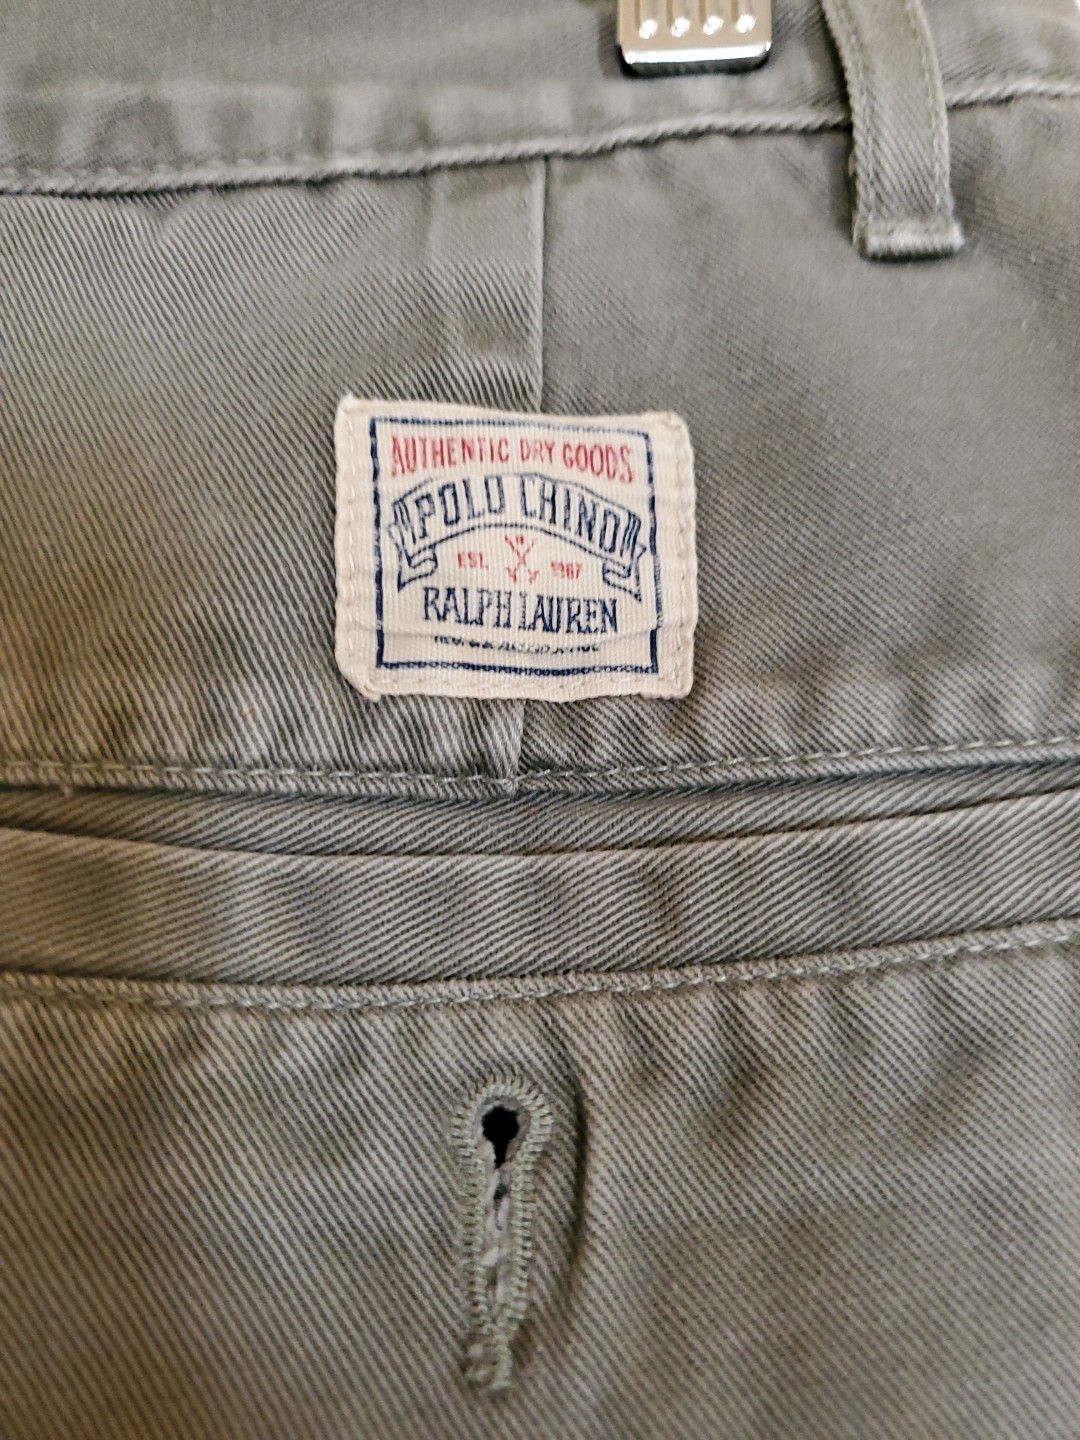 AUTHENTIC DRY GOODS
POLO CHINO
EST. 1967
RALPH LAUREN